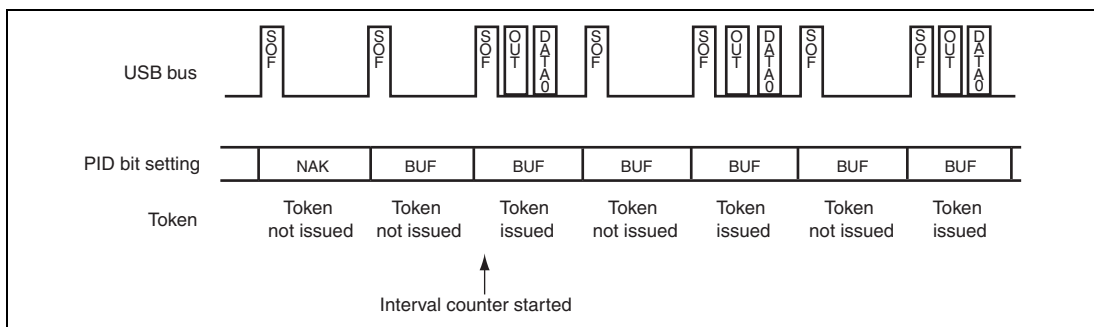 SOF SOF SOF OUT DATA0 SOF SOF OUT DATA0 SOF SOF OUT DATA0
USB bus
PID bit setting NAK BUF BUF BUF BUF BUF BUF
Token Token Token Token Token Token Token Token
not issued not issued issued not issued issued not issued issued
Interval counter started